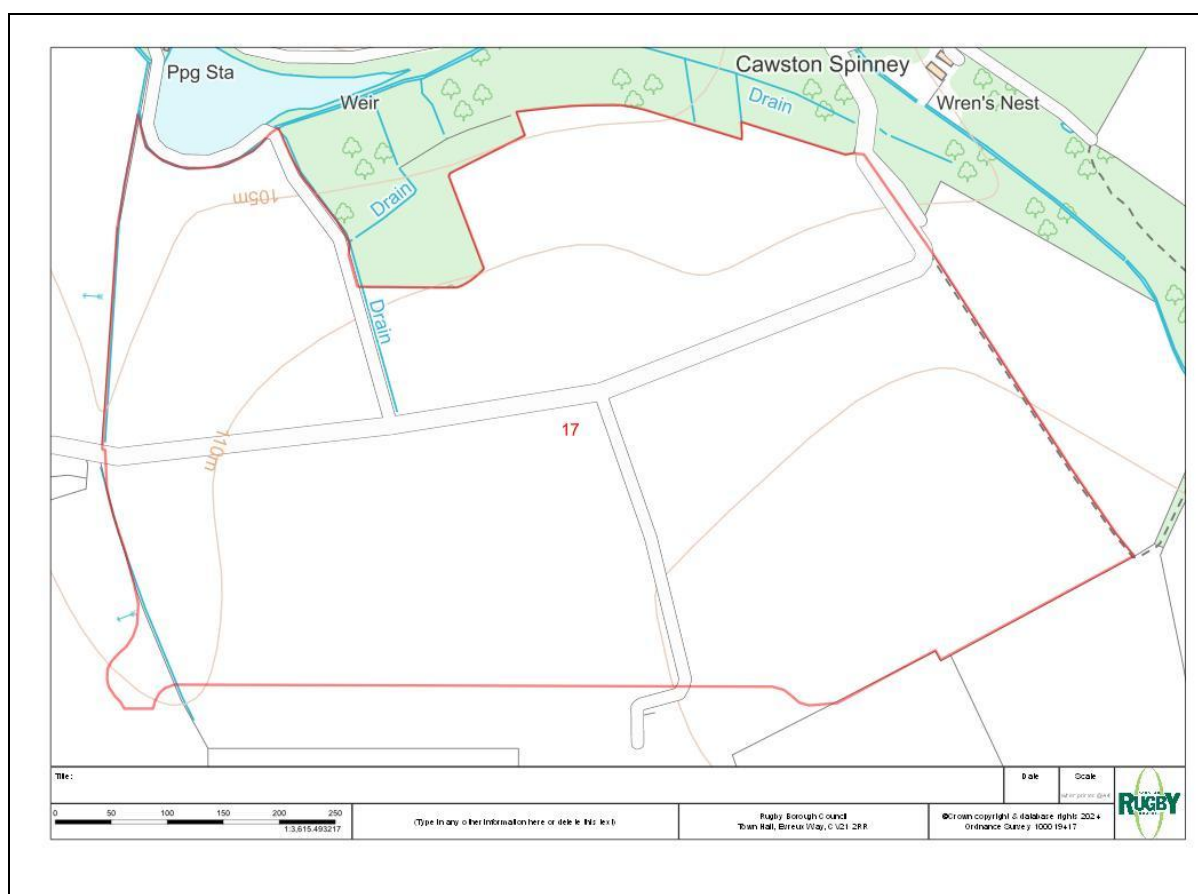 Ppg Sta
Weir
Cawston Spinney
Wren's Nest
Drain
105m
Drain
Drain
110m
17
Title:
Date
Scale
0 50 100 150 200 250
1:3,615.493217
(Type in any other information here or delete this text)
Rugby Borough Council
Town Hall, Evreux Way, CV21 2RR
©Crown copyright & database rights 2024
Ordnance Survey 100019417
RUGBY